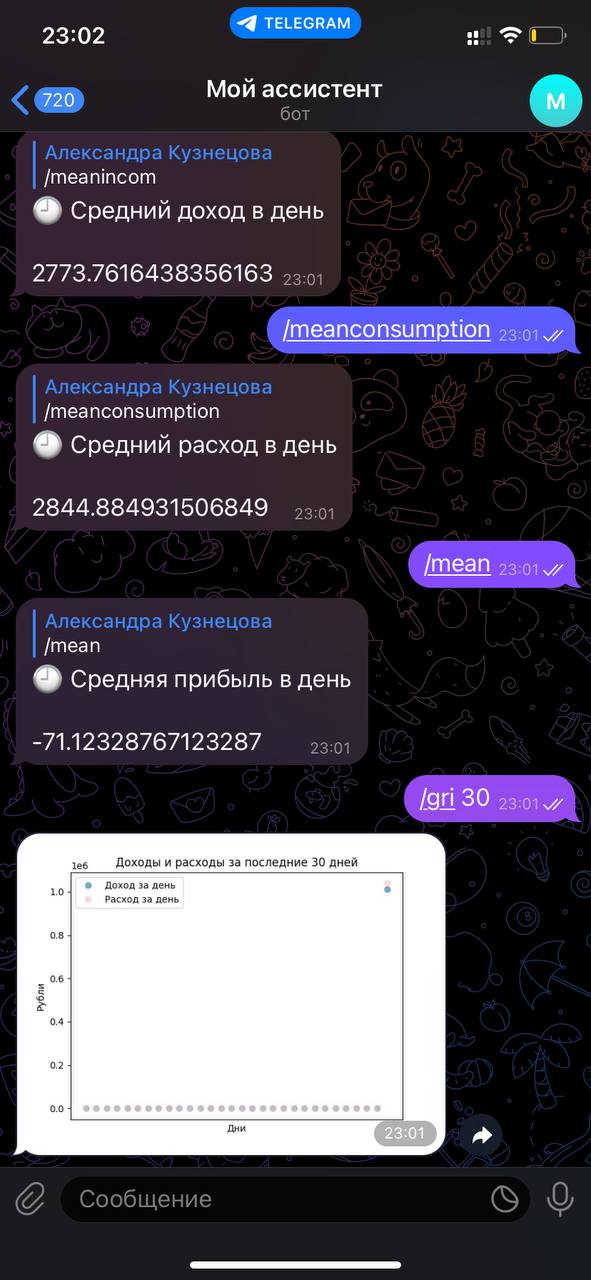 23:02
TELEGRAM
720
Мой ассистент
бот
М
Александра Кузнецова
/meanincom
🕘 Средний доход в день
2773.7616438356163 23:01
/meanconsumption 23:01
Александра Кузнецова
/meanconsumption
🕘 Средний расход в день
2844.884931506849 23:01
/mean 23:01
Александра Кузнецова
/mean
🕘 Средняя прибыль в день
-71.12328767123287 23:01
/gri 30 23:01
1e6
Доходы и расходы за последние 30 дней
Доход за день
Расход за день
1.0
0.8
0.6
0.4
0.2
0.0
Рубли
Дни
23:01
Сообщение